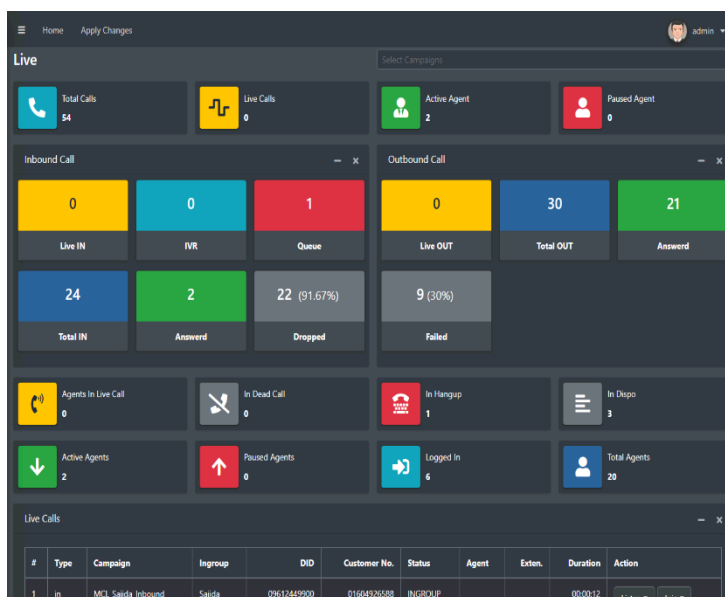 Home Apply Changes admin
Live Select Campaigns
Total Calls
54
Live Calls
0
Active Agent
2
Paused Agent
0
Inbound Call
0
Live IN
0
IVR
1
Queue
24
Total IN
2
Answerd
22 (91.67%)
Dropped
Outbound Call
0
Live OUT
30
Total OUT
21
Answerd
9 (30%)
Failed
Agents In Live Call
0
In Dead Call
0
In Hangup
1
In Dispo
3
Active Agents
2
Paused Agents
0
Logged In
6
Total Agents
20
Live Calls
# Type Campaign Ingroup DID Customer No. Status Agent Exten. Duration Action
1 in MCL Sajida Inbound Sajida 09612449900 01604926588 INGROUP 00:00:12